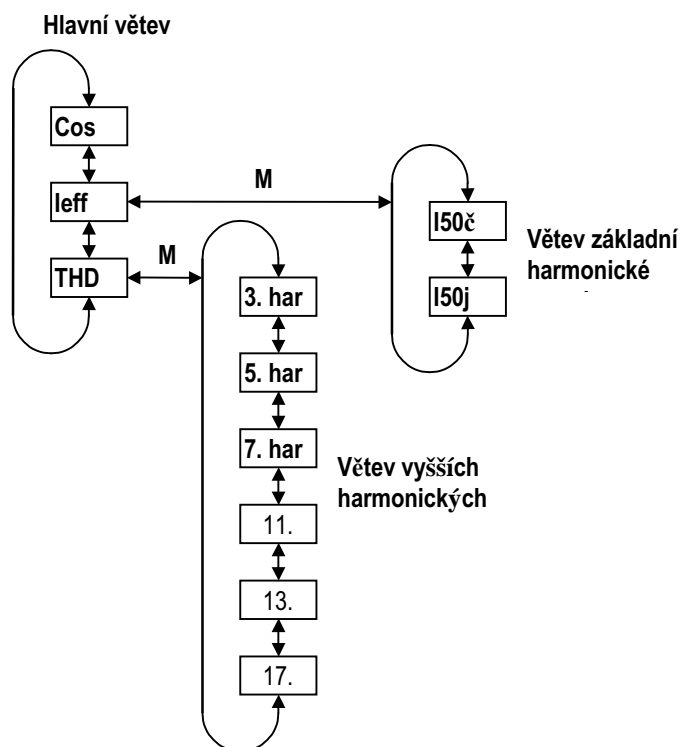 Hlavní větev
Cos
Ieff
THD
M
M
I50č
I50j
Větev základní
harmonické
3. har
5. har
7. har
11.
13.
17.
Větev vyšších
harmonických